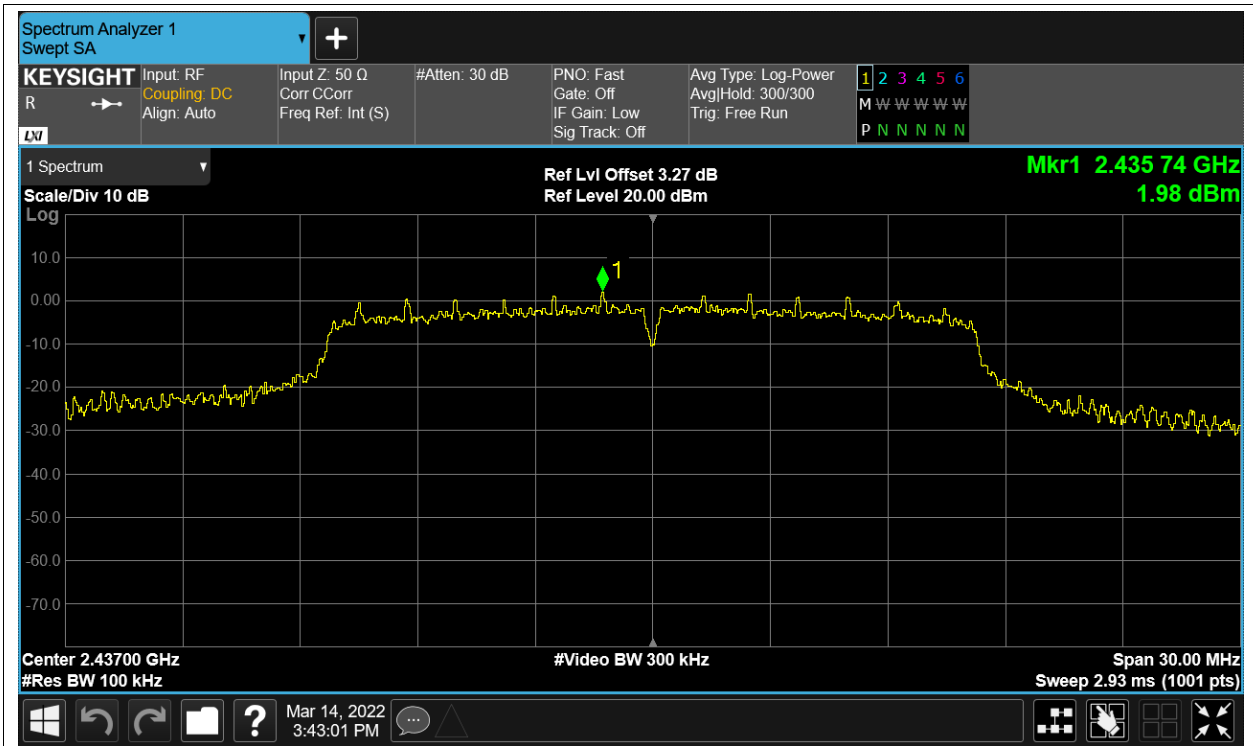 Spectrum Analyzer 1
Swept SA
KEYSIGHT
R
LXI
Input: RF
Coupling: DC
Align: Auto
Input Z: 50 Ω
Corr CCorr
Freq Ref: Int (S)
#Atten: 30 dB
PNO: Fast
Gate: Off
IF Gain: Low
Sig Track: Off
Avg Type: Log-Power
Avg|Hold: 300/300
Trig: Free Run
1 2 3 4 5 6
M W W W W W
P N N N N N
1 Spectrum
Scale/Div 10 dB
Ref Lvl Offset 3.27 dB
Ref Level 20.00 dBm
Mkr1 2.435 74 GHz
1.98 dBm
Log
10.0
0.00
-10.0
-20.0
-30.0
-40.0
-50.0
-60.0
-70.0
1
Center 2.43700 GHz
#Res BW 100 kHz
#Video BW 300 kHz
Span 30.00 MHz
Sweep 2.93 ms (1001 pts)
?
Mar 14, 2022
3:43:01 PM